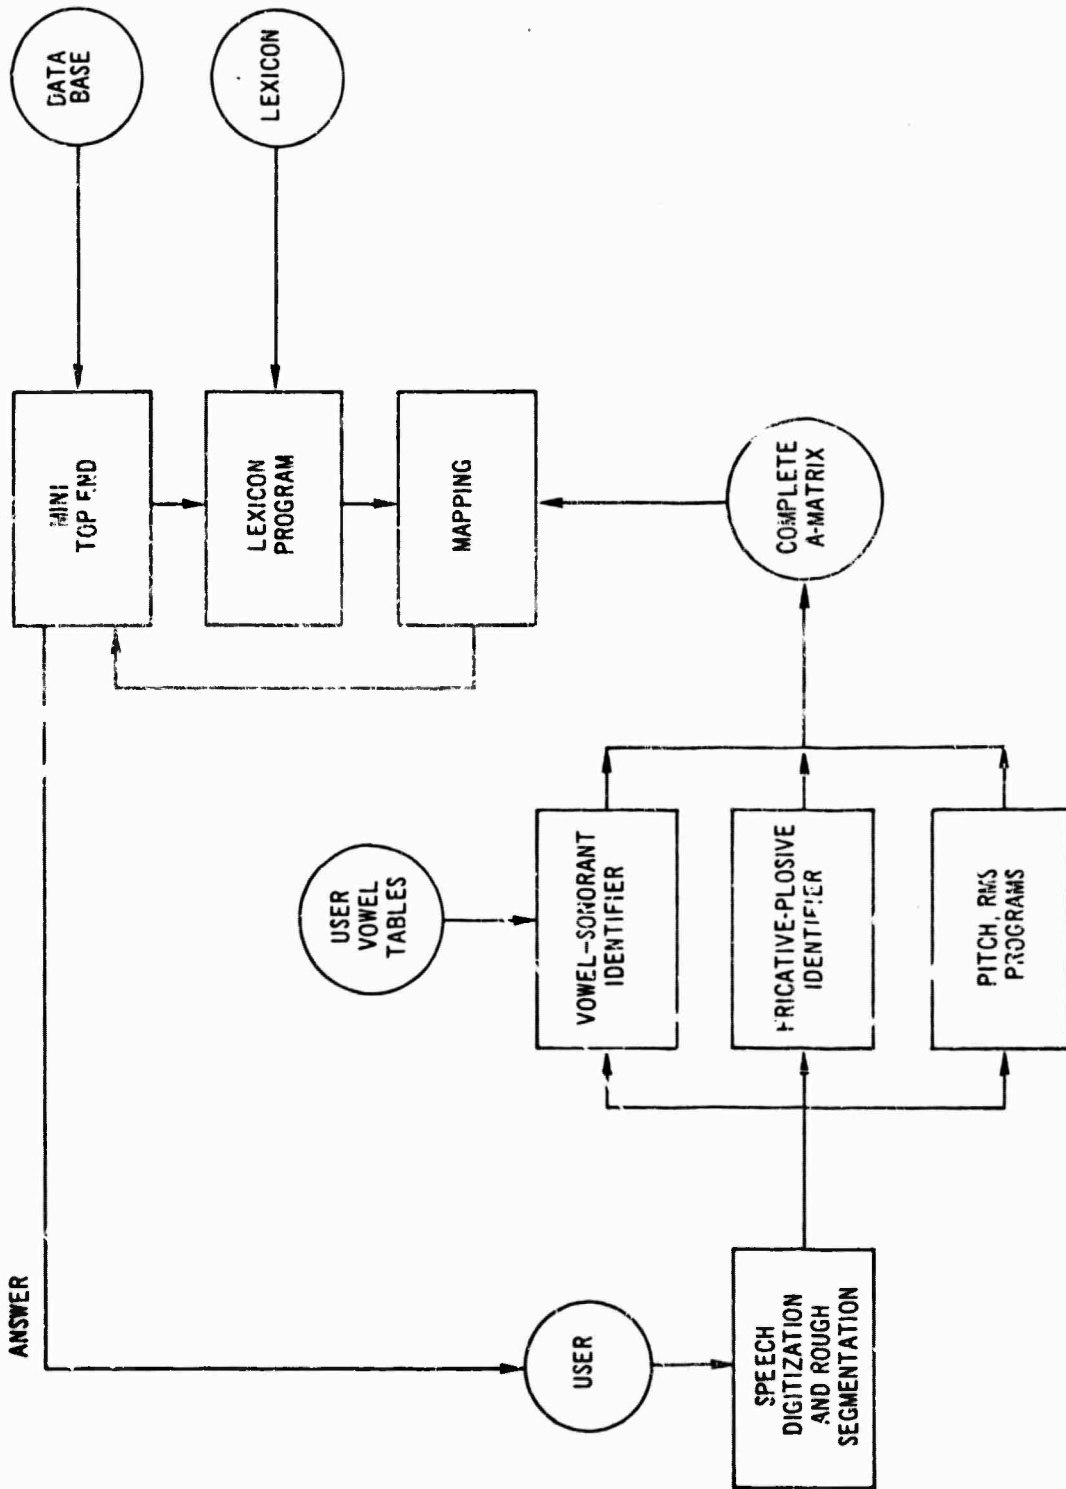 ANSWER
USER
SPEECH
DIGITIZATION
AND ROUGH
SEGMENTATION
USER
VOWEL
TABLES
VOWEL-SONORANT
IDENTIFIER
FRICATIVE-PLOSIVE
IDENTIFIER
PITCH, RMS
PROGRAMS
MINI
TOP END
LEXICON
PROGRAM
MAPPING
COMPLETE
A-MATRIX
DATA
BASE
LEXICON